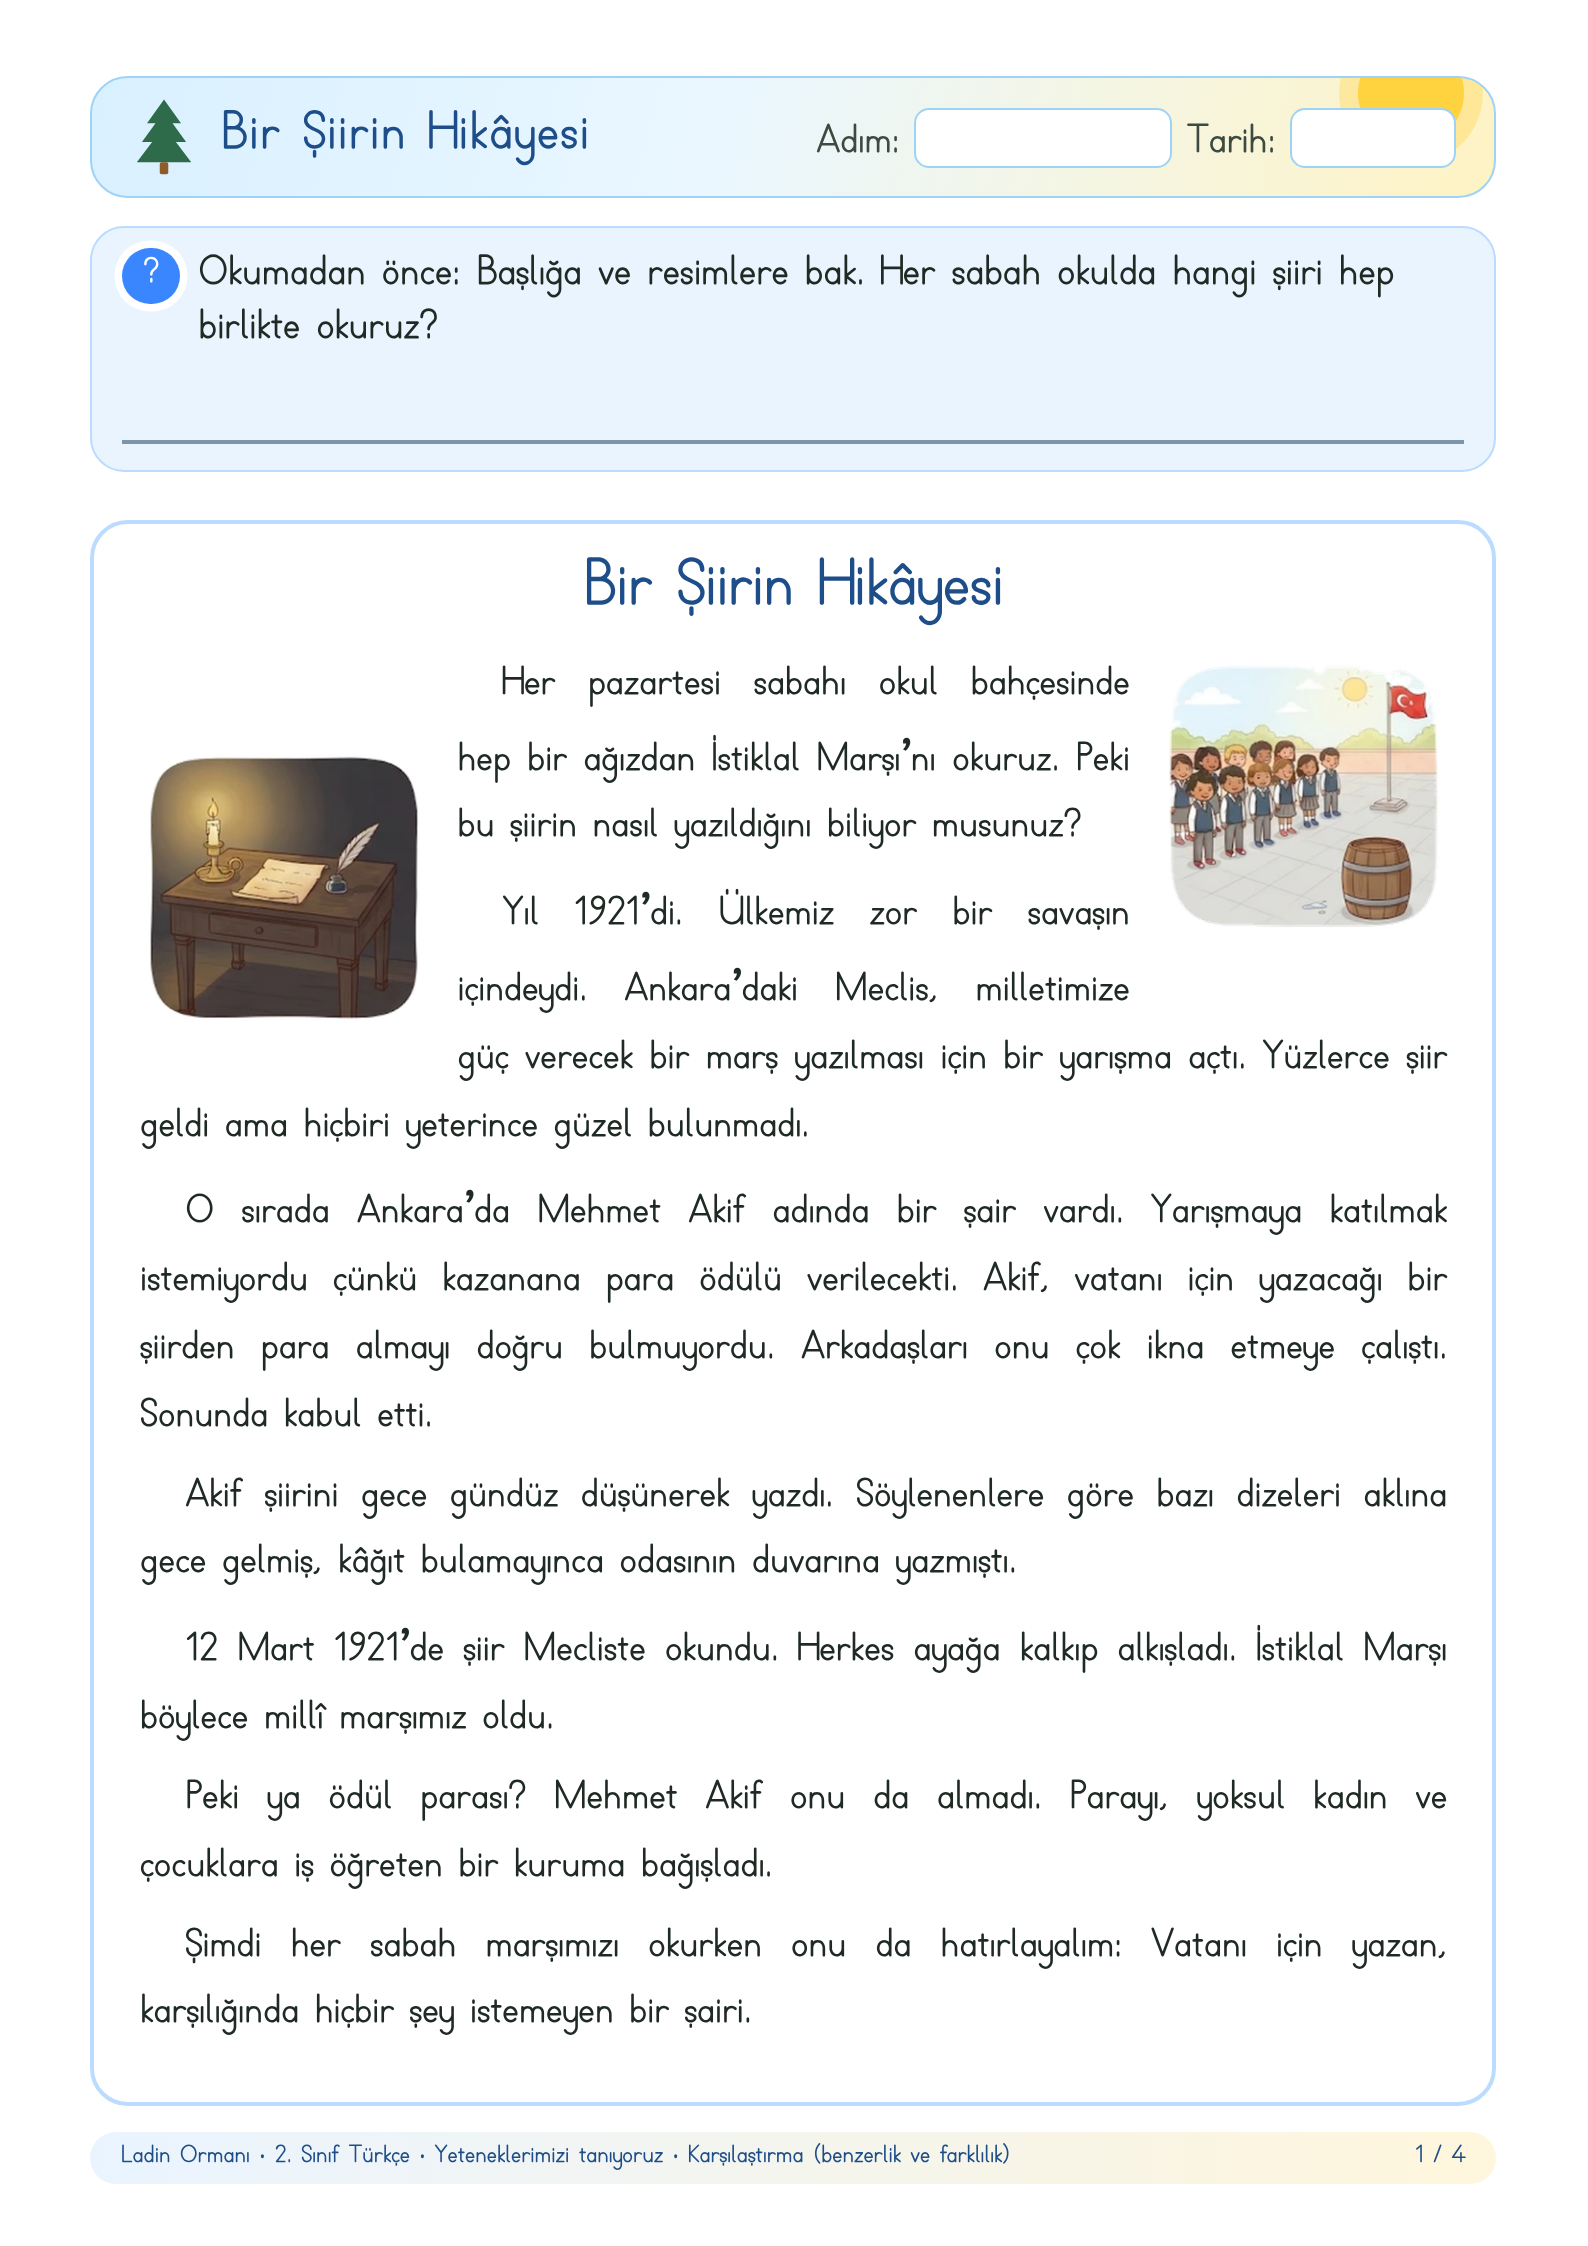 Bir Şiirin Hikâyesi
Adım:
Tarih:
?
Okumadan önce: Başlığa ve resimlere bak. Her sabah okulda hangi şiiri hep
birlikte okuruz?
Bir Şiirin Hikâyesi
Her pazartesi sabahı okul bahçesinde
hep bir ağızdan İstiklal Marşı’nı okuruz. Peki
bu şiirin nasıl yazıldığını biliyor musunuz?
Yıl 1921’di. Ülkemiz zor bir savaşın
içindeydi. Ankara’daki Meclis, milletimize
güç verecek bir marş yazılması için bir yarışma açtı. Yüzlerce şiir
geldi ama hiçbiri yeterince güzel bulunmadı.
O sırada Ankara’da Mehmet Akif adında bir şair vardı. Yarışmaya katılmak
istemiyordu çünkü kazanana para ödülü verilecekti. Akif, vatanı için yazacağı bir
şiirden para almayı doğru bulmuyordu. Arkadaşları onu çok ikna etmeye çalıştı.
Sonunda kabul etti.
Akif şiirini gece gündüz düşünerek yazdı. Söylenenlere göre bazı dizeleri aklına
gece gelmiş, kâğıt bulamayınca odasının duvarına yazmıştı.
12 Mart 1921’de şiir Mecliste okundu. Herkes ayağa kalkıp alkışladı. İstiklal Marşı
böylece millî marşımız oldu.
Peki ya ödül parası? Mehmet Akif onu da almadı. Parayı, yoksul kadın ve
çocuklara iş öğreten bir kuruma bağışladı.
Şimdi her sabah marşımızı okurken onu da hatırlayalım: Vatanı için yazan,
karşılığında hiçbir şey istemeyen bir şairi.
Ladin Ormanı • 2. Sınıf Türkçe • Yeteneklerimizi tanıyoruz • Karşılaştırma (benzerlik ve farklılık)
1 / 4